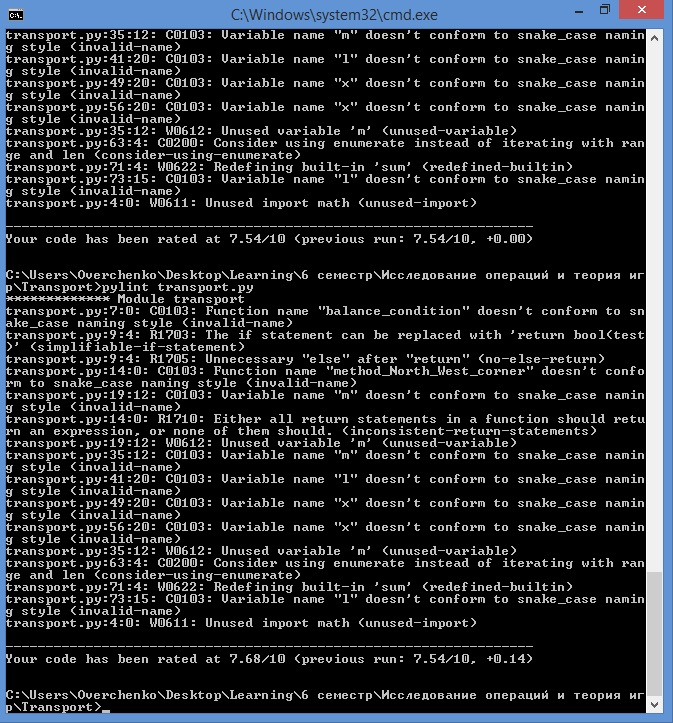 C:\Windows\system32\cmd.exe
transport.py:35:12: C0103: Variable name "m" doesn't conform to snake_case namin
g style (invalid-name)
transport.py:41:20: C0103: Variable name "l" doesn't conform to snake_case namin
g style (invalid-name)
transport.py:49:20: C0103: Variable name "x" doesn't conform to snake_case namin
g style (invalid-name)
transport.py:56:20: C0103: Variable name "x" doesn't conform to snake_case namin
g style (invalid-name)
transport.py:35:12: W0612: Unused variable 'm' (unused-variable)
transport.py:63:4: C0200: Consider using enumerate instead of iterating with ran
ge and len (consider-using-enumerate)
transport.py:71:4: W0622: Redefining built-in 'sum' (redefined-builtin)
transport.py:73:15: C0103: Variable name "l" doesn't conform to snake_case namin
g style (invalid-name)
transport.py:4:0: W0611: Unused import math (unused-import)
------------------------------------------------------------------
Your code has been rated at 7.54/10 (previous run: 7.54/10, +0.00)
C:\Users\Overchenko\Desktop\Learning\6 семестр\Исследование операций и теория иг
р\Transport>pylint transport.py
************* Module transport
transport.py:7:0: C0103: Function name "balance_condition" doesn't conform to sn
ake_case naming style (invalid-name)
transport.py:9:4: R1703: The if statement can be replaced with 'return bool(test
)' (simplifiable-if-statement)
transport.py:9:4: R1705: Unnecessary "else" after "return" (no-else-return)
transport.py:14:0: C0103: Function name "method_North_West_corner" doesn't confo
rm to snake_case naming style (invalid-name)
transport.py:19:12: C0103: Variable name "m" doesn't conform to snake_case namin
g style (invalid-name)
transport.py:14:0: R1710: Either all return statements in a function should retu
rn an expression, or none of them should. (inconsistent-return-statements)
transport.py:19:12: W0612: Unused variable 'm' (unused-variable)
transport.py:35:12: C0103: Variable name "m" doesn't conform to snake_case namin
g style (invalid-name)
transport.py:41:20: C0103: Variable name "l" doesn't conform to snake_case namin
g style (invalid-name)
transport.py:49:20: C0103: Variable name "x" doesn't conform to snake_case namin
g style (invalid-name)
transport.py:56:20: C0103: Variable name "x" doesn't conform to snake_case namin
g style (invalid-name)
transport.py:35:12: W0612: Unused variable 'm' (unused-variable)
transport.py:63:4: C0200: Consider using enumerate instead of iterating with ran
ge and len (consider-using-enumerate)
transport.py:71:4: W0622: Redefining built-in 'sum' (redefined-builtin)
transport.py:73:15: C0103: Variable name "l" doesn't conform to snake_case namin
g style (invalid-name)
transport.py:4:0: W0611: Unused import math (unused-import)
------------------------------------------------------------------
Your code has been rated at 7.68/10 (previous run: 7.54/10, +0.14)
C:\Users\Overchenko\Desktop\Learning\6 семестр\Исследование операций и теория иг
р\Transport>_